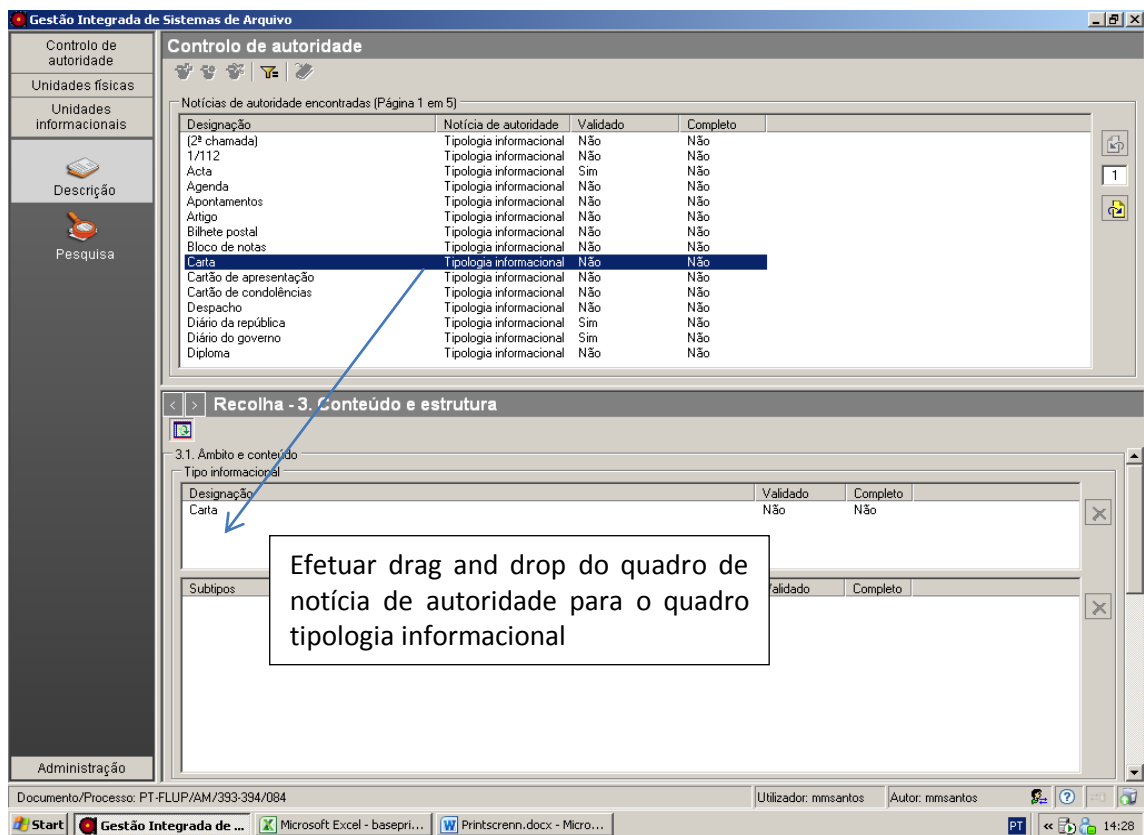 Gestão Integrada de Sistemas de Arquivo
Controlo de
autoridade
Unidades físicas
Unidades
informacionais
Descrição
Pesquisa
Administração
Controlo de autoridade
Notícias de autoridade encontradas (Página 1 em 5)
Designação Notícia de autoridade Validado Completo
(2ª chamada) Tipologia informacional Não Não
1/112 Tipologia informacional Não Não
Acta Tipologia informacional Sim Não
Agenda Tipologia informacional Não Não
Apontamentos Tipologia informacional Não Não
Artigo Tipologia informacional Não Não
Bilhete postal Tipologia informacional Não Não
Bloco de notas Tipologia informacional Não Não
Carta Tipologia informacional Não Não
Cartão de apresentação Tipologia informacional Não Não
Cartão de condolências Tipologia informacional Não Não
Despacho Tipologia informacional Não Não
Diário da república Tipologia informacional Sim Não
Diário do governo Tipologia informacional Sim Não
Diploma Tipologia informacional Não Não
1
< > Recolha - 3. Conteúdo e estrutura
3.1. Âmbito e conteúdo
Tipo informacional
Designação Validado Completo
Carta Não Não
Subtipos Validado Completo
Efetuar drag and drop do quadro de
notícia de autoridade para o quadro
tipologia informacional
Documento/Processo: PT-FLUP/AM/393-394/084 Utilizador: mmsantos Autor: mmsantos
Start Gestão Integrada de ... Microsoft Excel - basepri... Printscrenn.docx - Micro... PT « 14:28